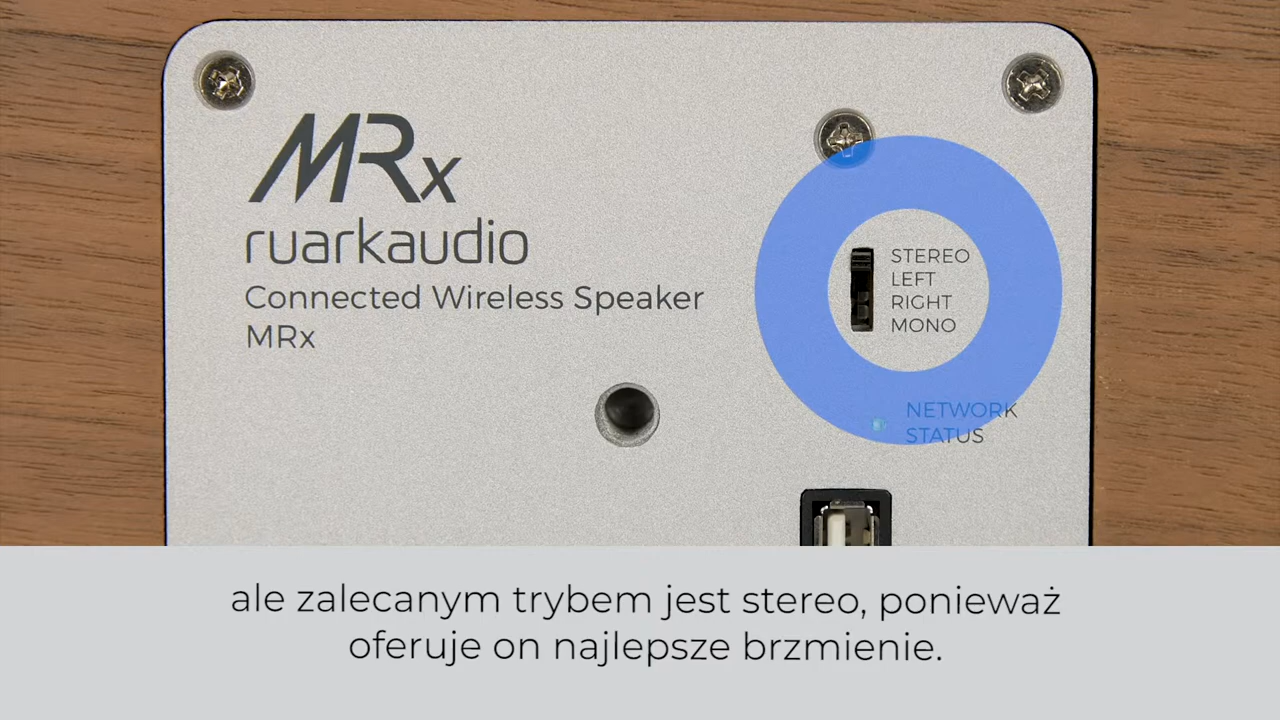 MRx
ruarkaudio
Connected Wireless Speaker
MRx
STEREO
LEFT
RIGHT
MONO
NETWORK
STATUS
ale zalecanym trybem jest stereo, ponieważ
oferuje on najlepsze brzmienie.